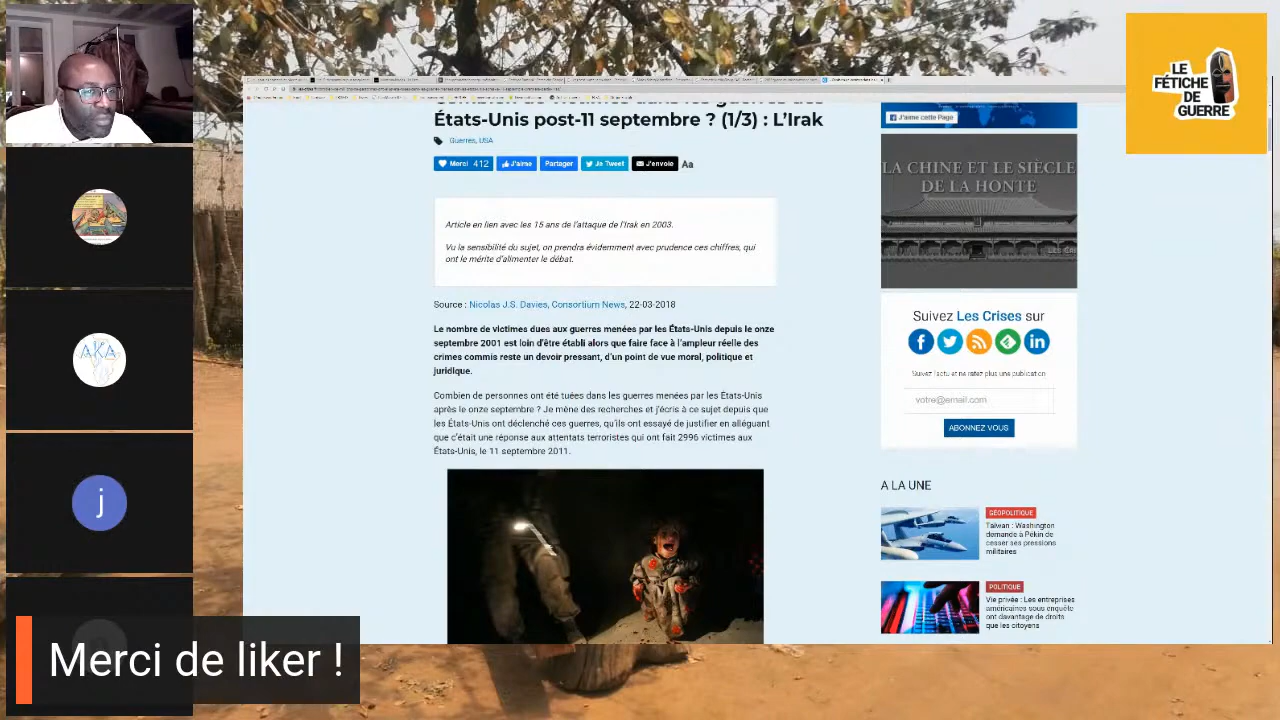 États-Unis post-11 septembre ? (1/3) : L'Irak
Guerres, USA
Merci 412
J'aime
Partager
Je Tweet
J'envoie
Aa
Article en lien avec les 15 ans de l'attaque de l'Irak en 2003.
Vu la sensibilité du sujet, on prendra évidemment avec prudence ces chiffres, qui
ont le mérite d'alimenter le débat.
Source : Nicolas J.S. Davies, Consortium News, 22-03-2018
Le nombre de victimes dues aux guerres menées par les États-Unis depuis le onze
septembre 2001 est loin d'être établi alors que faire face à l'ampleur réelle des
crimes commis reste un devoir pressant, d'un point de vue moral, politique et
juridique.
Combien de personnes ont été tuées dans les guerres menées par les États-Unis
après le onze septembre ? Je mène des recherches et j'écris à ce sujet depuis que
les États-Unis ont déclenché ces guerres, qu'ils ont essayé de justifier en alléguant
que c'était une réponse aux attentats terroristes qui ont fait 2996 victimes aux
États-Unis, le 11 septembre 2011.
J'aime cette Page
LA CHINE ET LE SIÈCLE
DE LA HONTE
Suivez Les Crises sur
Suivez l'actu et ne ratez plus une publication
votre@email.com
ABONNEZ VOUS
A LA UNE
GÉOPOLITIQUE
Taïwan : Washington
demande à Pékin de
cesser ses pressions
militaires
POLITIQUE
Vie privée : Les entreprises
américaines sous enquête
ont davantage de droits
que les citoyens
LE
FÉTICHE
DE
GUERRE
AKA
j
Merci de liker !